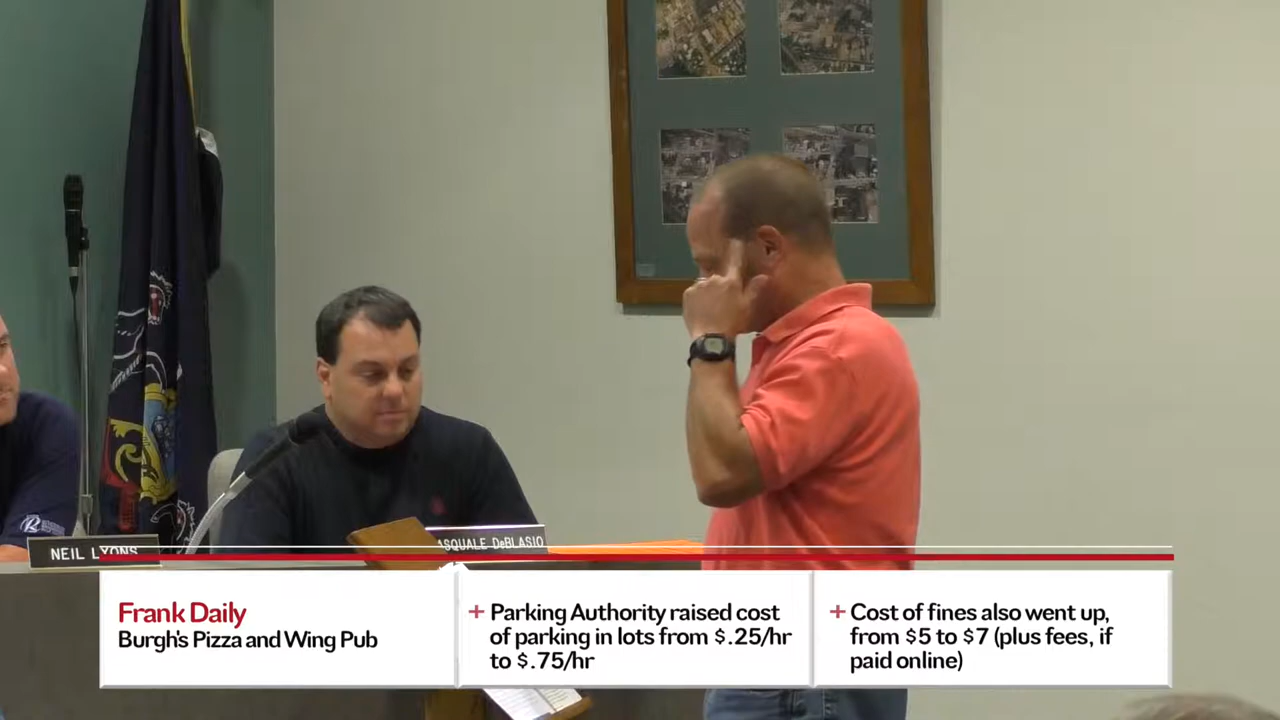 NEIL LYONS
ASQUALE DeBLASIO
Frank Daily
Burgh's Pizza and Wing Pub
+ Parking Authority raised cost
of parking in lots from $.25/hr
to $.75/hr
+ Cost of fines also went up,
from $5 to $7 (plus fees, if
paid online)